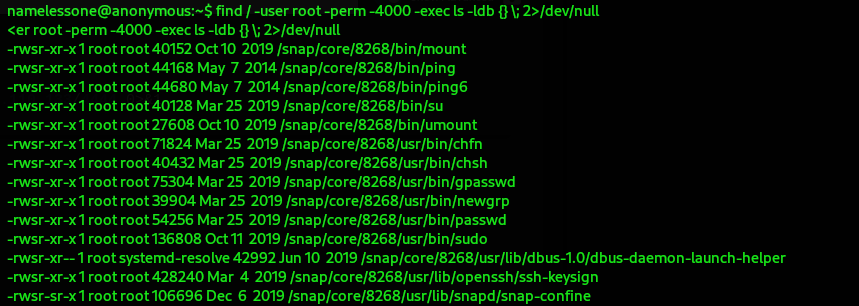 namelessone@anonymous:~$ find / -user root -perm -4000 -exec ls -ldb {} \; 2>/dev/null
<er root -perm -4000 -exec ls -ldb {} \; 2>/dev/null
-rwsr-xr-x 1 root root 40152 Oct 10  2019 /snap/core/8268/bin/mount
-rwsr-xr-x 1 root root 44168 May  7  2014 /snap/core/8268/bin/ping
-rwsr-xr-x 1 root root 44680 May  7  2014 /snap/core/8268/bin/ping6
-rwsr-xr-x 1 root root 40128 Mar 25  2019 /snap/core/8268/bin/su
-rwsr-xr-x 1 root root 27608 Oct 10  2019 /snap/core/8268/bin/umount
-rwsr-xr-x 1 root root 71824 Mar 25  2019 /snap/core/8268/usr/bin/chfn
-rwsr-xr-x 1 root root 40432 Mar 25  2019 /snap/core/8268/usr/bin/chsh
-rwsr-xr-x 1 root root 75304 Mar 25  2019 /snap/core/8268/usr/bin/gpasswd
-rwsr-xr-x 1 root root 39904 Mar 25  2019 /snap/core/8268/usr/bin/newgrp
-rwsr-xr-x 1 root root 54256 Mar 25  2019 /snap/core/8268/usr/bin/passwd
-rwsr-xr-x 1 root root 136808 Oct 11  2019 /snap/core/8268/usr/bin/sudo
-rwsr-xr-- 1 root systemd-resolve 42992 Jun 10  2019 /snap/core/8268/usr/lib/dbus-1.0/dbus-daemon-launch-helper
-rwsr-xr-x 1 root root 428240 Mar  4  2019 /snap/core/8268/usr/lib/openssh/ssh-keysign
-rwsr-sr-x 1 root root 106696 Dec  6  2019 /snap/core/8268/usr/lib/snapd/snap-confine